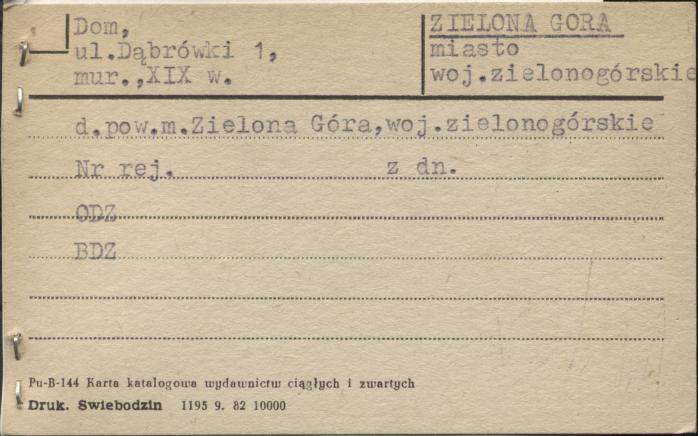 Dom,
ul.Dąbrówki 1,
mur.,XIX w.
ZIELONA GÓRA
miasto
woj.zielonogórskie
d.pow.m.Zielona Góra,woj.zielonogórskie
Nr rej. z dn.
ODZ
BDZ
Pu-B-144 Karta katalogowa wydawnictw ciągłych i zwartych
Druk. Świebodzin 1195 9. 82 10000